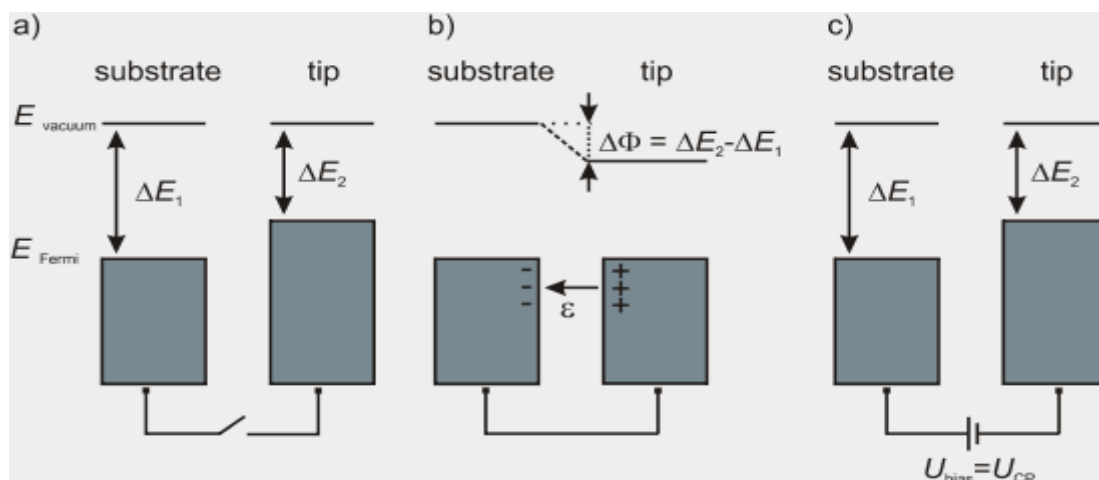 a)
substrate
tip
E vacuum
ΔE₁
ΔE₂
E Fermi
b)
substrate
tip
ΔΦ = ΔE₂-ΔE₁
- +
- +
- +
ε
c)
substrate
tip
ΔE₁
ΔE₂
U bias=U CP